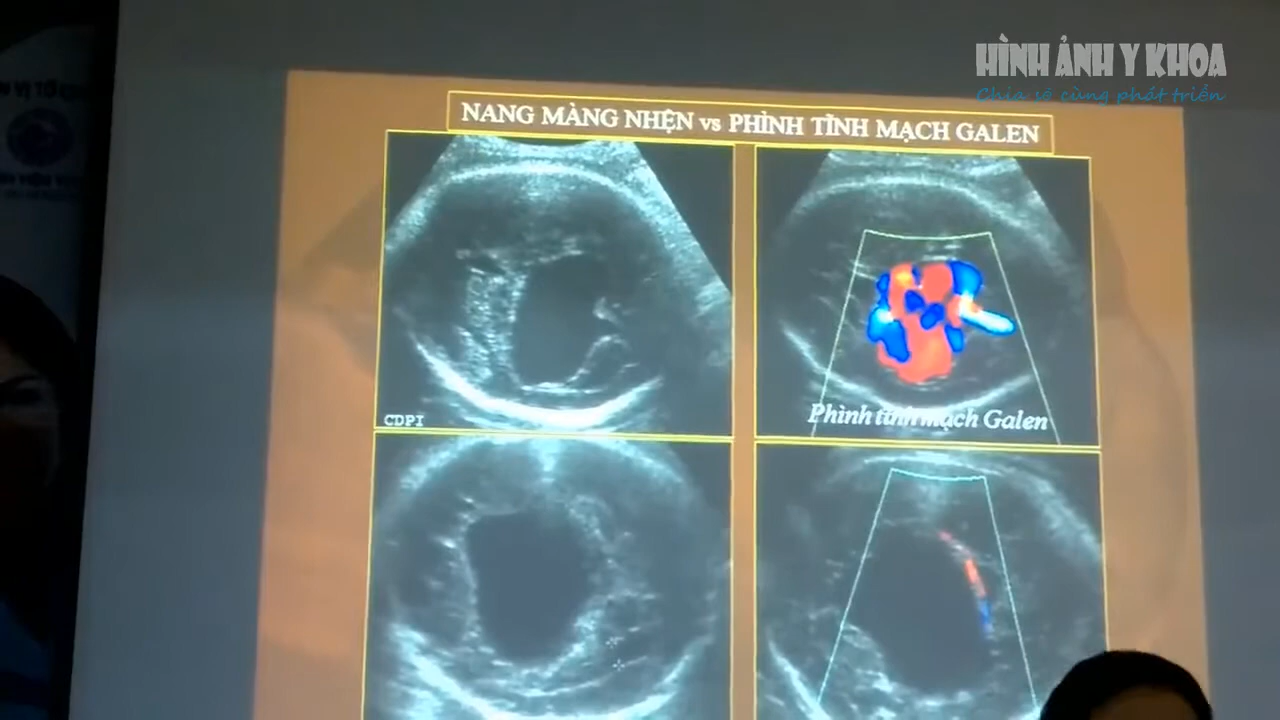 HÌNH ẢNH Y KHOA
Chia sẻ cùng phát triển
NANG MÀNG NHỆN vs PHÌNH TĨNH MẠCH GALEN
CDPI
Phình tĩnh mạch Galen